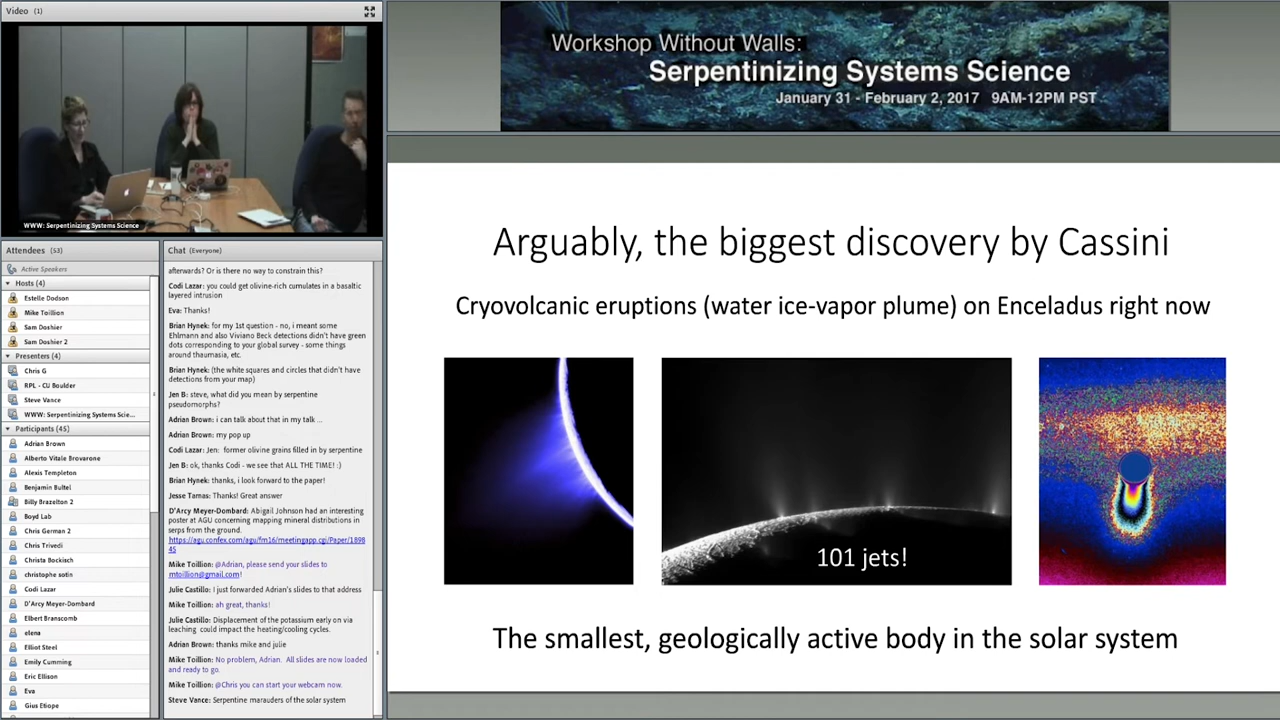 Video (1)
WWW: Serpentinizing Systems Science
Attendees (53)
Active Speakers
Hosts (4)
Estelle Dodson
Mike Toillion
Sam Doshier
Sam Doshier 2
Presenters (4)
Chris G
RPL - CU Boulder
Steve Vance
WWW: Serpentinizing Systems Scie...
Participants (45)
Adrian Brown
Alberto Vitale Brovarone
Alexis Templeton
Benjamin Bultel
Billy Brazelton 2
Boyd Lab
Chris German 2
Chris Trivedi
Christa Bockisch
christophe sotin
Codi Lazar
D'Arcy Meyer-Dombard
Elbert Branscomb
elena
Elliot Steel
Emily Cumming
Eric Ellison
Eva
Gius Etiope
Chat (Everyone)
afterwards? Or is there no way to constrain this?
Codi Lazar: you could get olivine-rich cumulates in a basaltic
layered intrusion
Eva: Thanks!
Brian Hynek: for my 1st question - no, i meant some
Ehlmann and also Viviano Beck detections didn't have green
dots corresponding to your global survey - some things
around thaumasia, etc.
Brian Hynek: (the white squares and circles that didn't have
detections from your map)
Jen B: steve, what did you mean by serpentine
pseudomorphs?
Adrian Brown: i can talk about that in my talk ...
Adrian Brown: my pop up
Codi Lazar: Jen: former olivine grains filled in by serpentine
Jen B: ok, thanks Codi - we see that ALL THE TIME! :)
Brian Hynek: thanks, i look forward to the paper!
Jesse Tarnas: Thanks! Great answer
D'Arcy Meyer-Dombard: Abigail Johnson had an interesting
poster at AGU concerning mapping mineral distributions in
serps from the ground.
https://agu.confex.com/agu/fm16/meetingapp.cgi/Paper/1898
45
Mike Toillion: @Adrian, please send your slides to
mtoillion@gmail.com!
Julie Castillo: I just forwarded Adrian's slides to that address
Mike Toillion: ah great, thanks!
Julie Castillo: Displacement of the potassium early on via
leaching could impact the heating/cooling cycles.
Adrian Brown: thanks mike and julie
Mike Toillion: No problem, Adrian. All slides are now loaded
and ready to go.
Mike Toillion: @Chris you can start your webcam now.
Steve Vance: Serpentine marauders of the solar system
Workshop Without Walls:
Serpentinizing Systems Science
January 31 - February 2, 2017 9AM-12PM PST
Arguably, the biggest discovery by Cassini
Cryovolcanic eruptions (water ice-vapor plume) on Enceladus right now
101 jets!
The smallest, geologically active body in the solar system